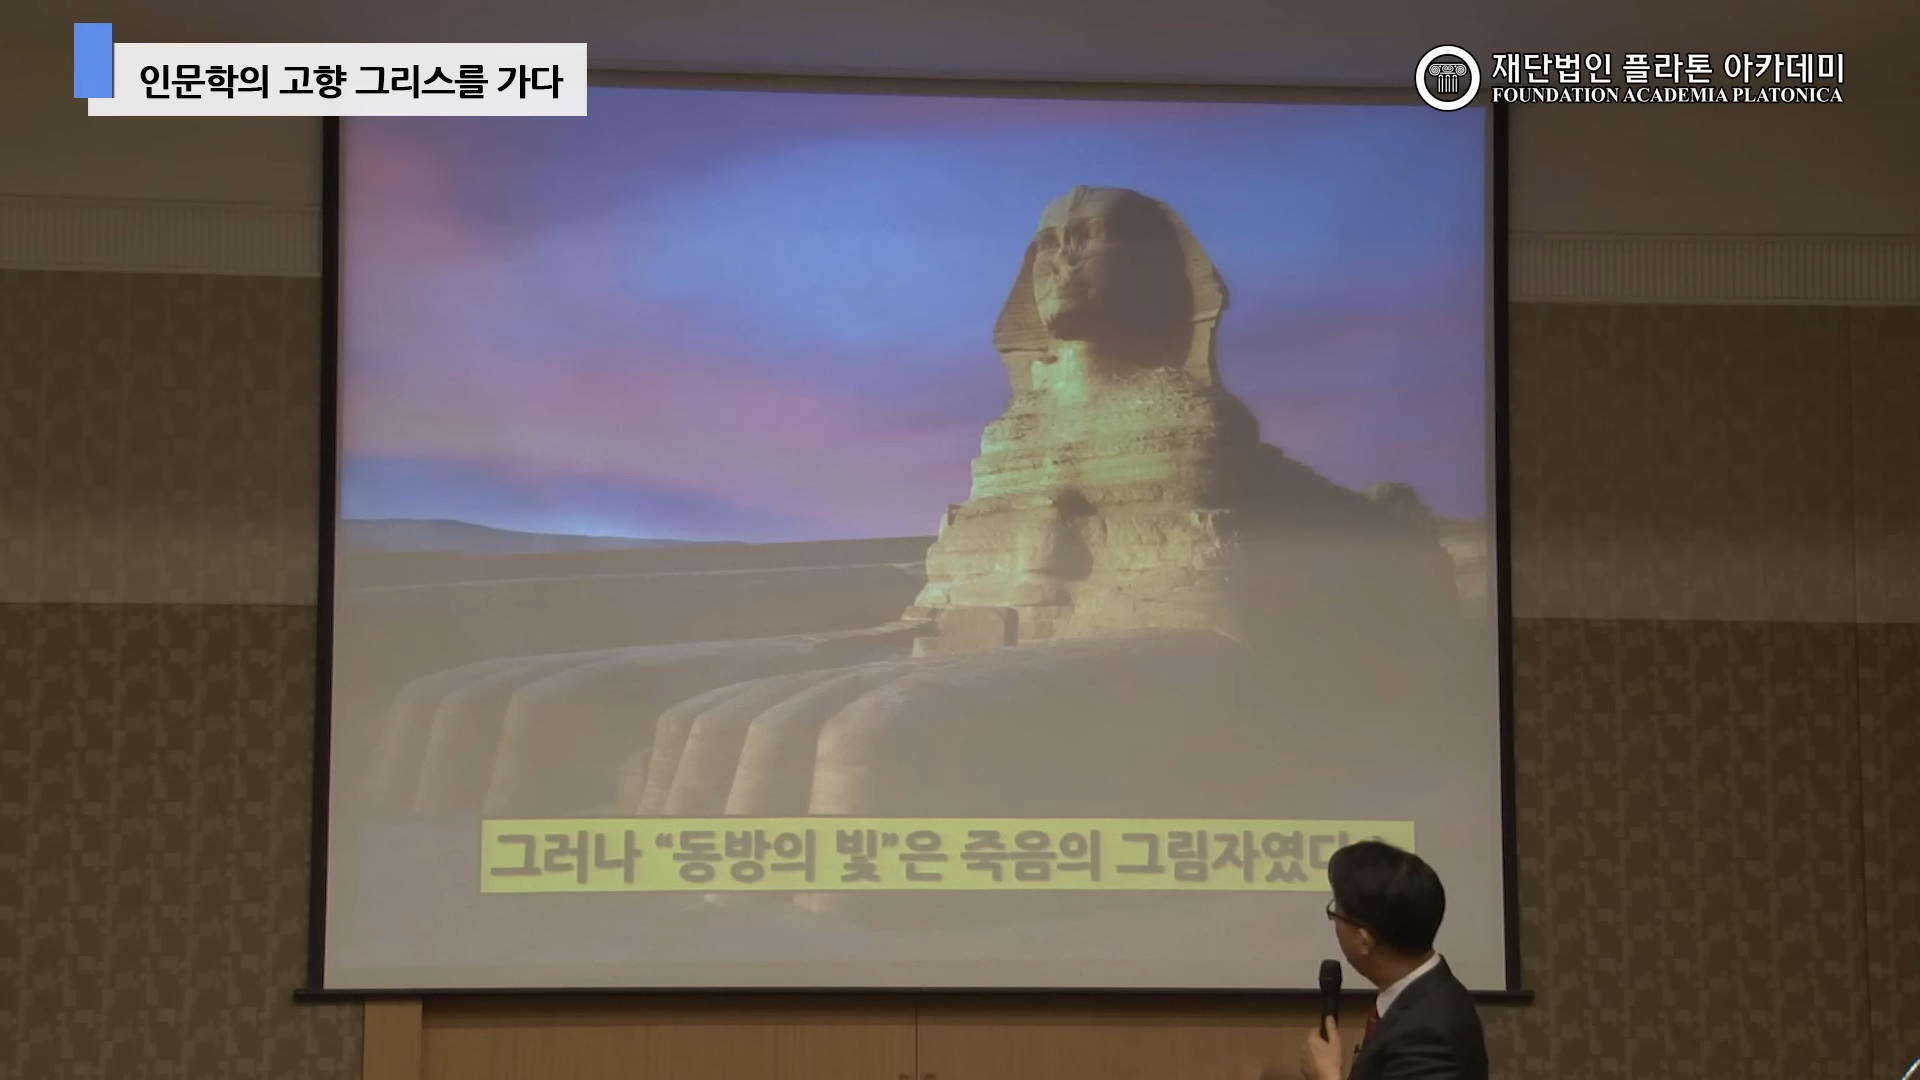 인문학의 고향 그리스를 가다
재단법인 플라톤 아카데미
FOUNDATION ACADEMIA PLATONICA
그러나 “동방의 빛”은 죽음의 그림자였다